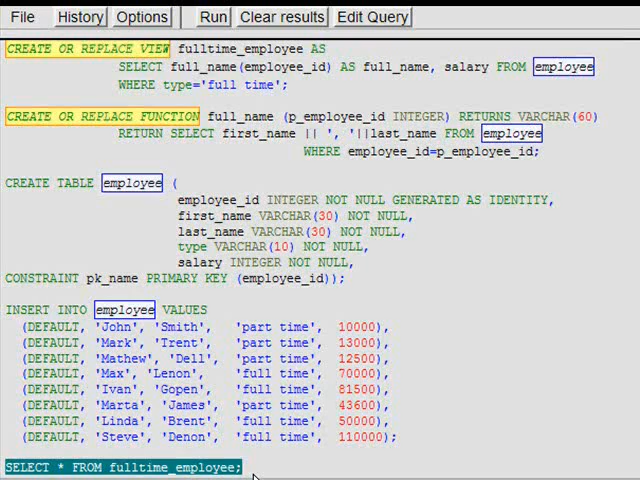 File History Options Run Clear results Edit Query
CREATE OR REPLACE VIEW fulltime_employee AS
SELECT full_name(employee_id) AS full_name, salary FROM employee
WHERE type='full time';
CREATE OR REPLACE FUNCTION full_name (p_employee_id INTEGER) RETURNS VARCHAR(60)
RETURN SELECT first_name || ', '||last_name FROM employee
WHERE employee_id=p_employee_id;
CREATE TABLE employee (
employee_id INTEGER NOT NULL GENERATED AS IDENTITY,
first_name VARCHAR(30) NOT NULL,
last_name VARCHAR(30) NOT NULL,
type VARCHAR(10) NOT NULL,
salary INTEGER NOT NULL,
CONSTRAINT pk_name PRIMARY KEY (employee_id));
INSERT INTO employee VALUES
(DEFAULT, 'John', 'Smith', 'part time', 10000),
(DEFAULT, 'Mark', 'Trent', 'part time', 13000),
(DEFAULT, 'Mathew', 'Dell', 'part time', 12500),
(DEFAULT, 'Max', 'Lenon', 'full time', 70000),
(DEFAULT, 'Ivan', 'Gopen', 'full time', 81500),
(DEFAULT, 'Marta', 'James', 'part time', 43600),
(DEFAULT, 'Linda', 'Brent', 'full time', 50000),
(DEFAULT, 'Steve', 'Denon', 'full time', 110000);
SELECT * FROM fulltime_employee;